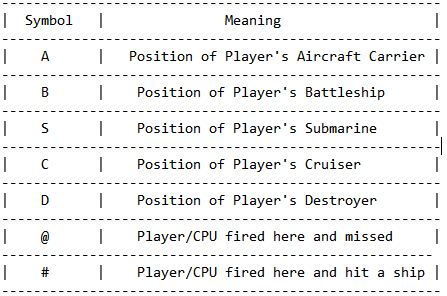 Symbol | Meaning |
| A | Position of Player's Aircraft Carrier |
| B | Position of Player's Battleship |
| S | Position of Player's Submarine |
| C | Position of Player's Cruiser |
| D | Position of Player's Destroyer |
| @ | Player/CPU fired here and missed |
| # | Player/CPU fired here and hit a ship |